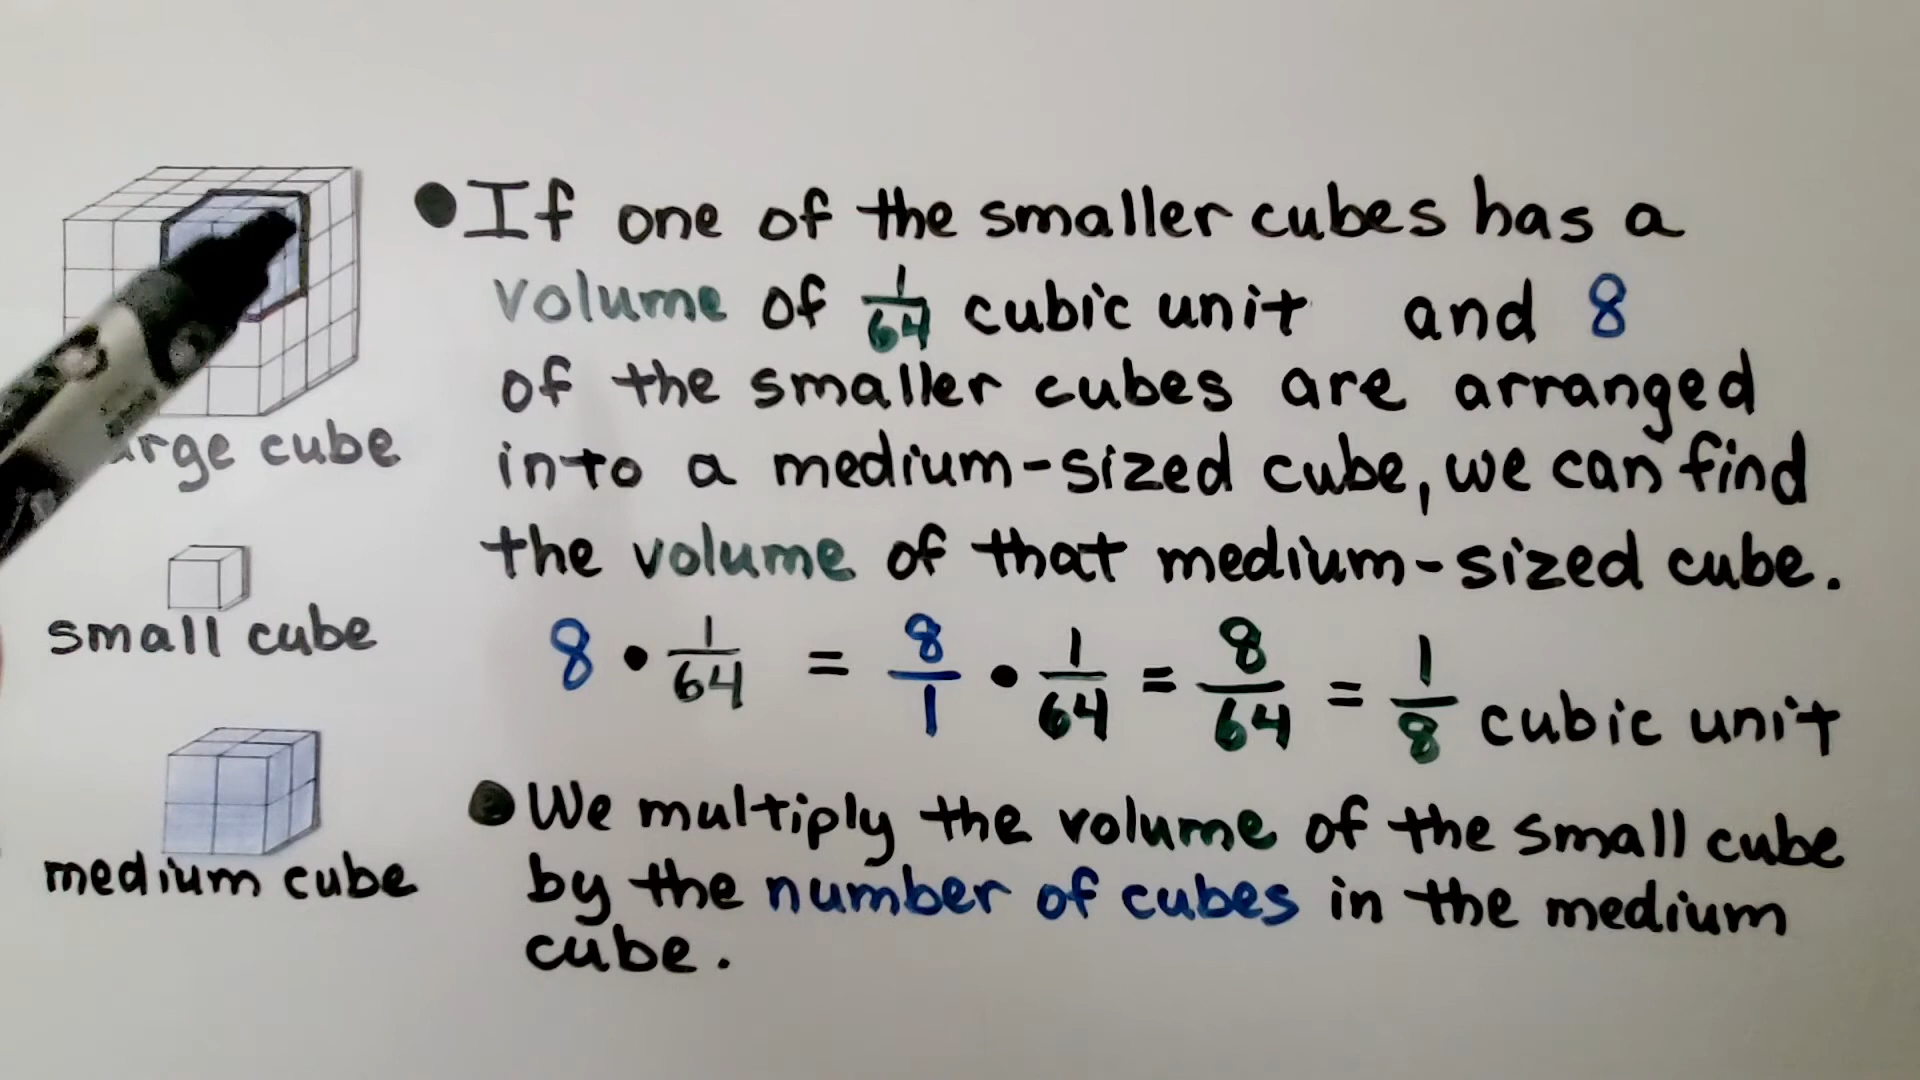 If one of the smaller cubes has a
volume of 1/64 cubic unit and 8
of the smaller cubes are arranged
into a medium-sized cube, we can find
the volume of that medium-sized cube.
8 • 1/64 = 8/1 • 1/64 = 8/64 = 1/8 cubic unit
We multiply the volume of the small cube
by the number of cubes in the medium
cube.
cube
small cube
medium cube